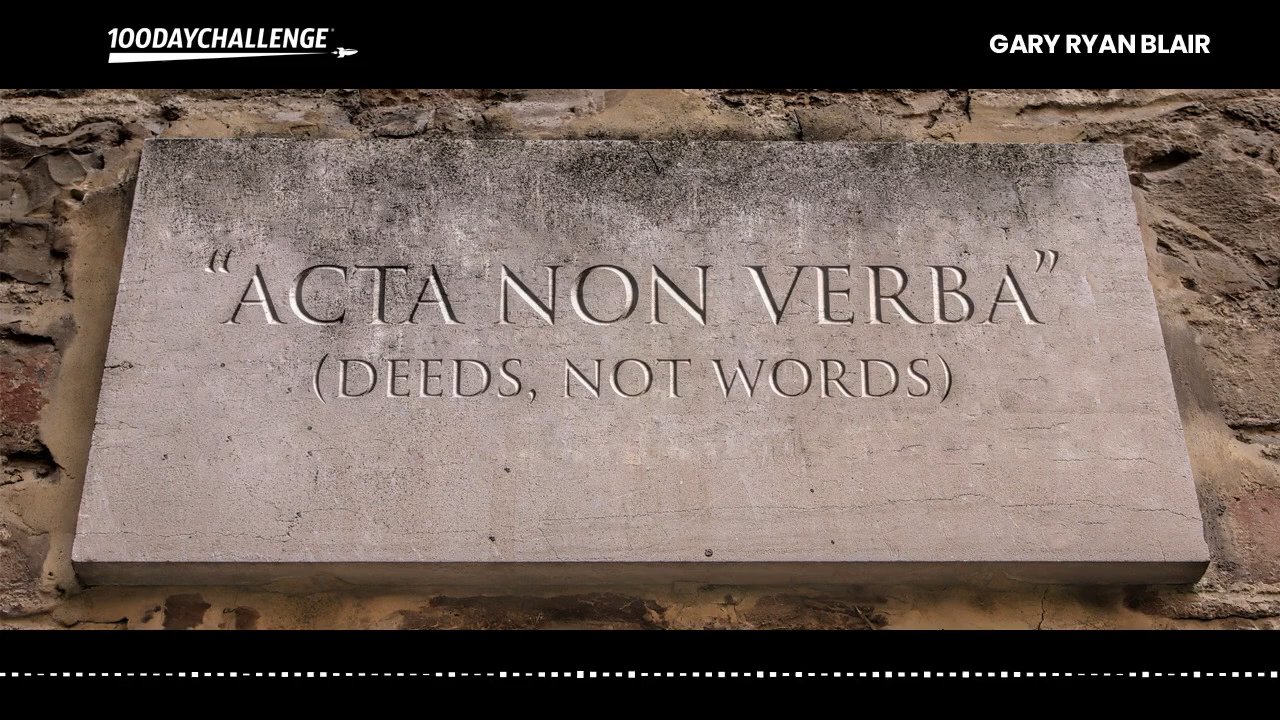 100DAYCHALLENGE®
GARY RYAN BLAIR
“ACTA NON VERBA”
(DEEDS, NOT WORDS)